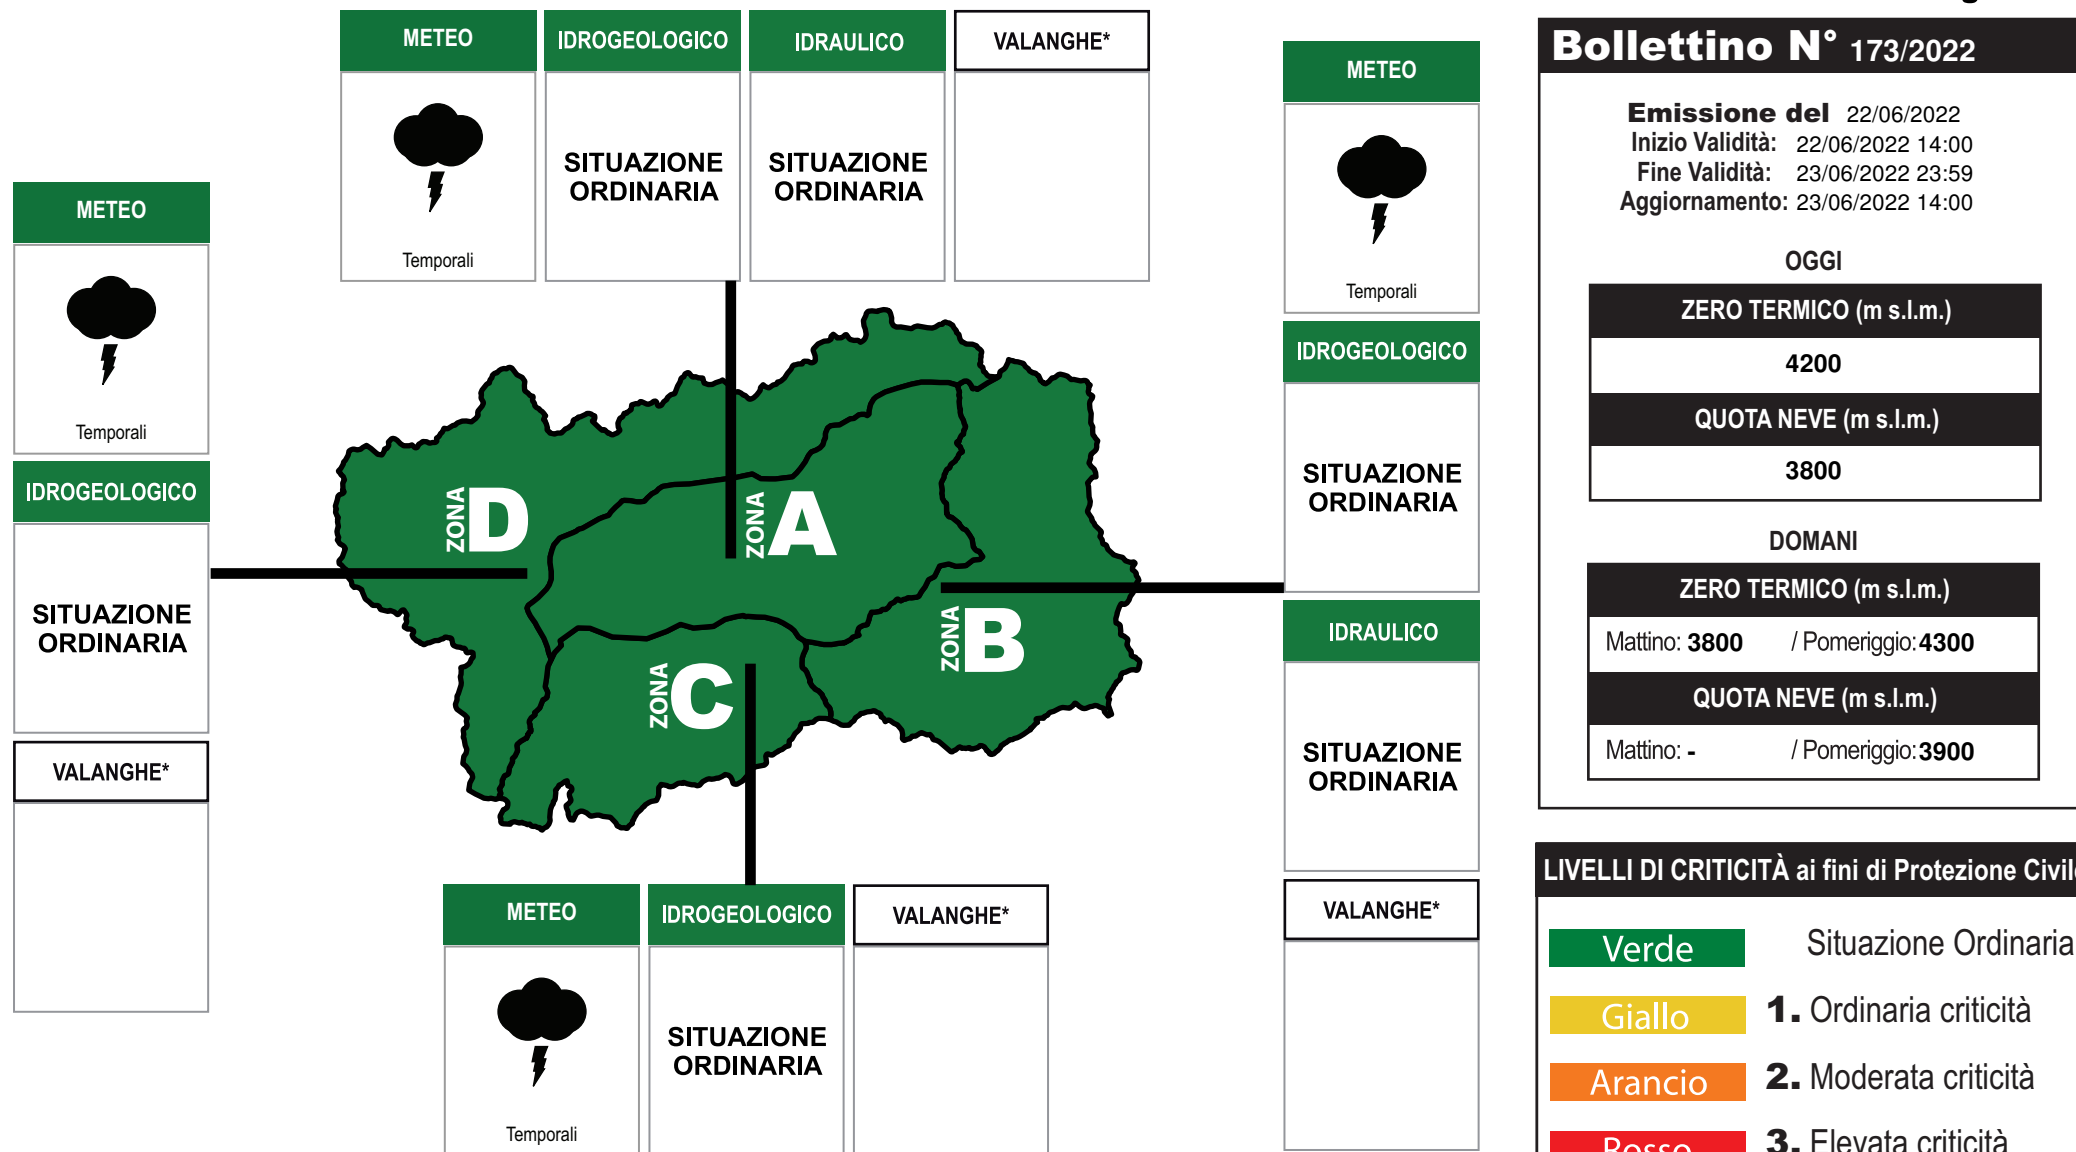 METEO
IDROGEOLOGICO
IDRAULICO
VALANGHE*
Temporali
SITUAZIONE
ORDINARIA
SITUAZIONE
ORDINARIA
METEO
Temporali
IDROGEOLOGICO
SITUAZIONE
ORDINARIA
VALANGHE*
METEO
Temporali
IDROGEOLOGICO
SITUAZIONE
ORDINARIA
IDRAULICO
SITUAZIONE
ORDINARIA
VALANGHE*
ZONA D
ZONA A
ZONA B
ZONA C
METEO
IDROGEOLOGICO
VALANGHE*
Temporali
SITUAZIONE
ORDINARIA
Bollettino N° 173/2022
Emissione del 22/06/2022
Inizio Validità: 22/06/2022 14:00
Fine Validità: 23/06/2022 23:59
Aggiornamento: 23/06/2022 14:00
OGGI
ZERO TERMICO (m s.l.m.)
4200
QUOTA NEVE (m s.l.m.)
3800
DOMANI
ZERO TERMICO (m s.l.m.)
Mattino: 3800 / Pomeriggio: 4300
QUOTA NEVE (m s.l.m.)
Mattino: - / Pomeriggio: 3900
LIVELLI DI CRITICITÀ ai fini di Protezione Civile
Verde Situazione Ordinaria
Giallo 1. Ordinaria criticità
Arancio 2. Moderata criticità
Rosso 3. Elevata criticità